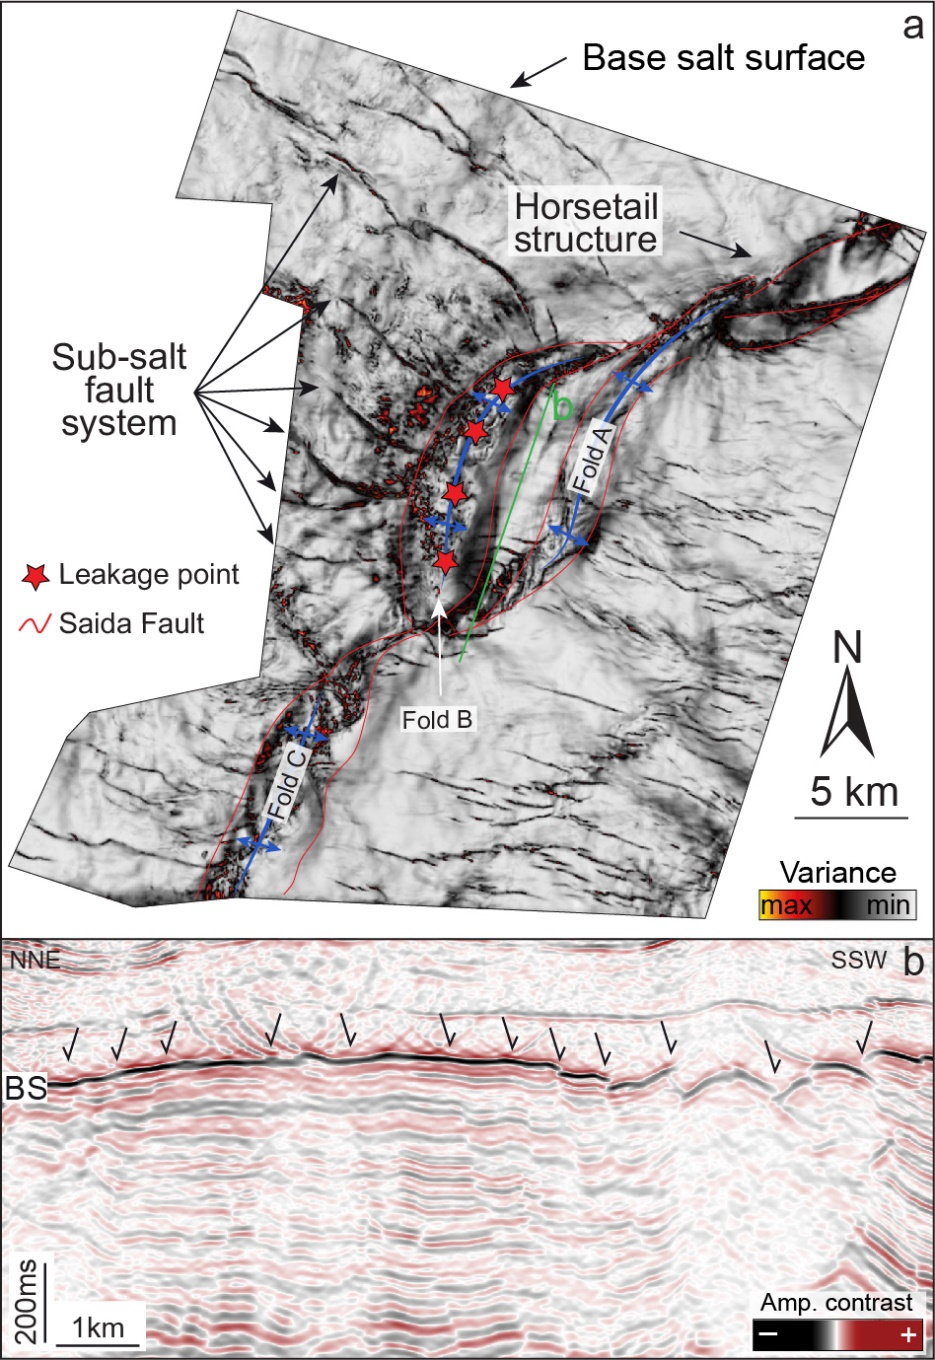 a
Base salt surface
Horsetail
structure
Sub-salt
fault
system
b
Fold A
Leakage point
Saida Fault
N
Fold B
Fold C
5 km
Variance
max min
NNE
SSW b
BS
200ms
1km
Amp. contrast
− +